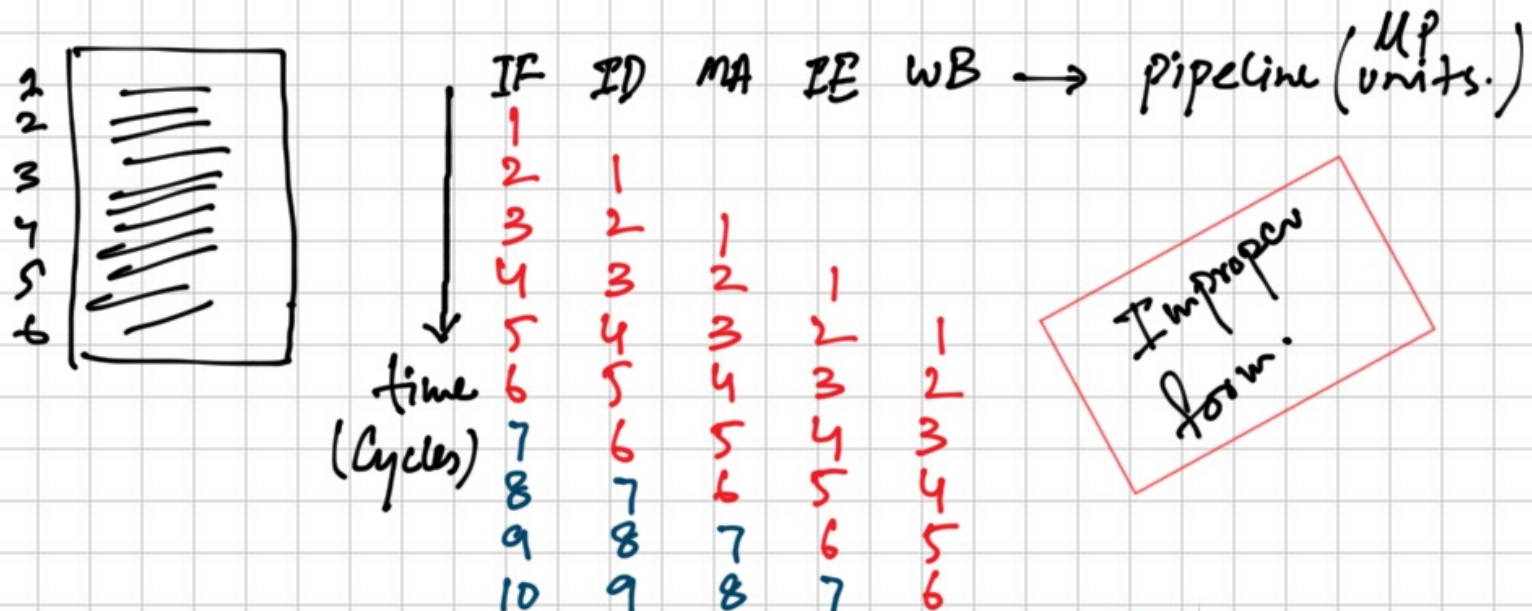 IF ID MA IE WB → pipeline (MP units.)
1
2
3
4
5
6
time
(Cycles)
1
2 1
3 2 1
4 3 2 1
5 4 3 2 1
6 5 4 3 2
7 6 5 4 3
8 7 6 5 4
9 8 7 6 5
10 9 8 7 6
Improper
form.